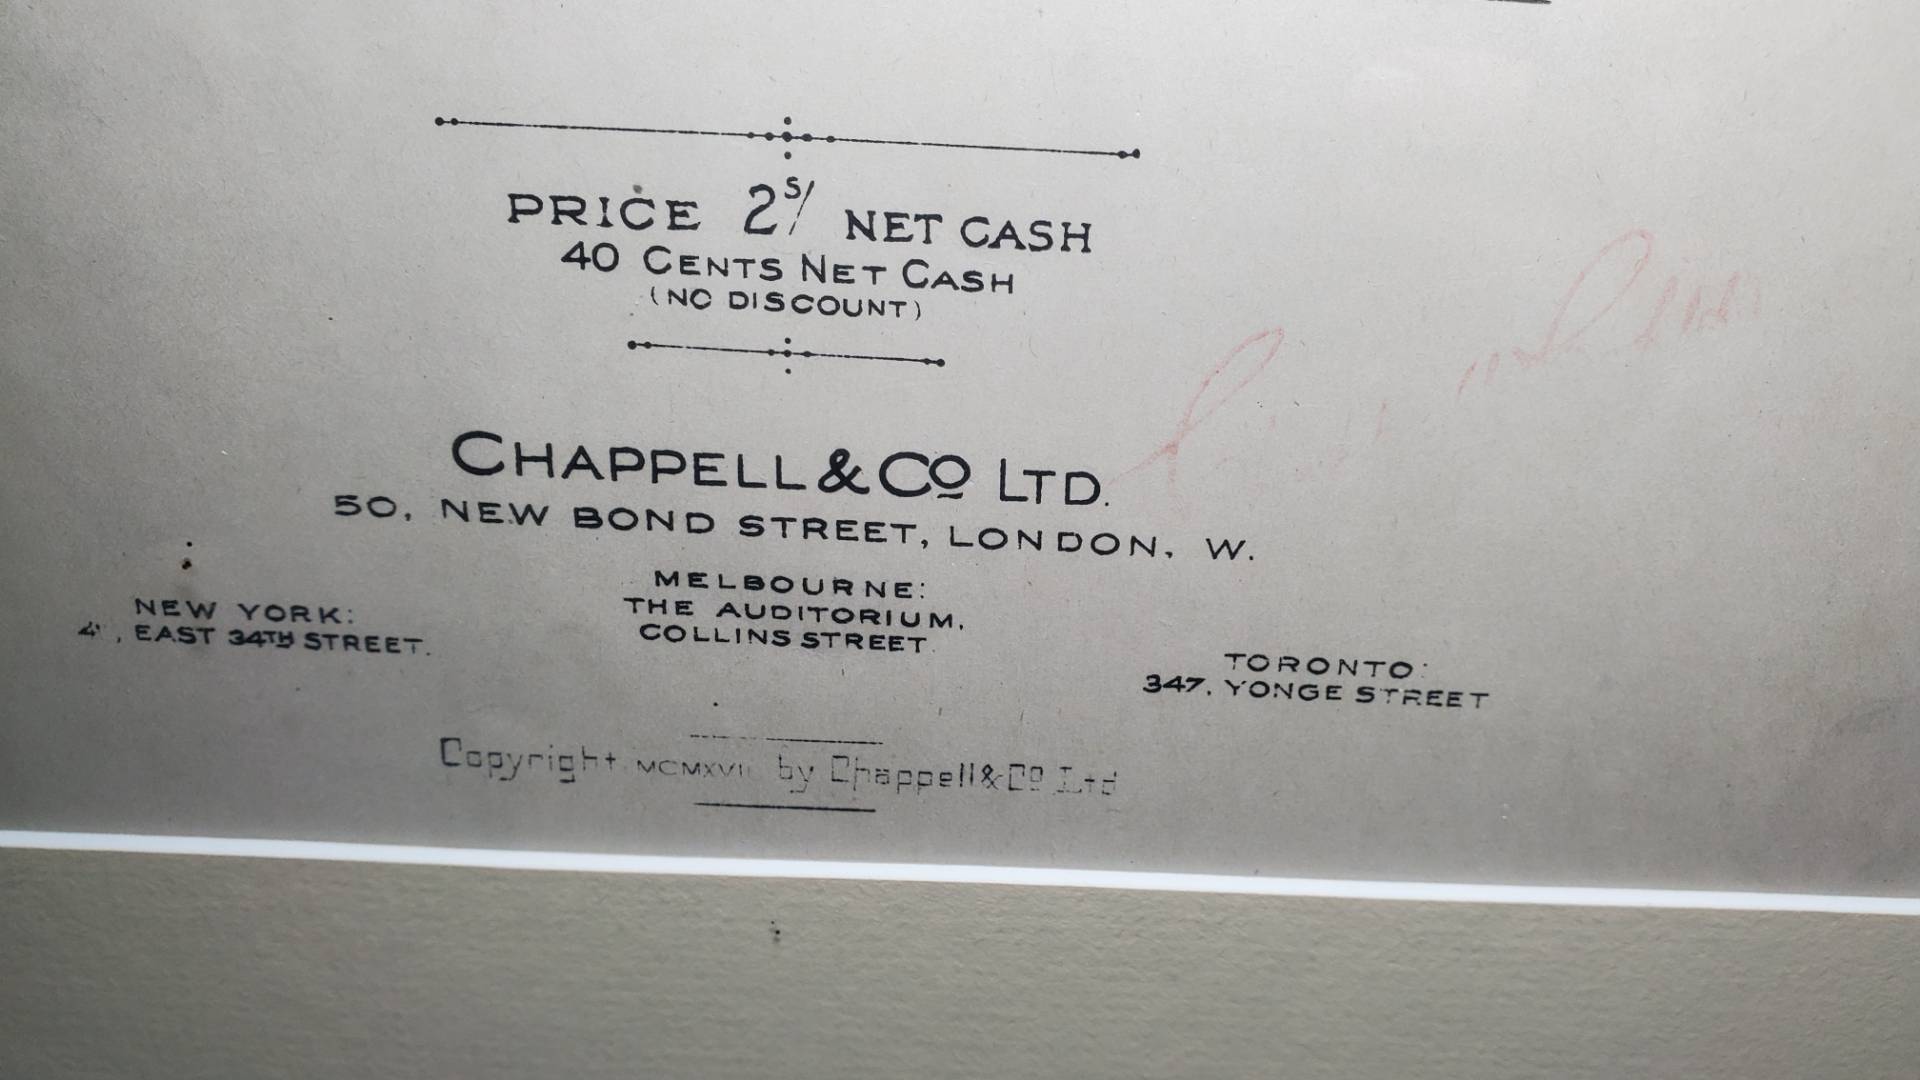 PRICE 2S/ NET CASH
40 CENTS NET CASH
(NO DISCOUNT)
CHAPPELL & Co LTD.
50, NEW BOND STREET, LONDON, W.
MELBOURNE:
THE AUDITORIUM,
COLLINS STREET
NEW YORK:
, EAST 34TH STREET.
TORONTO:
347, YONGE STREET
Copyright by Chappell & Co Ltd